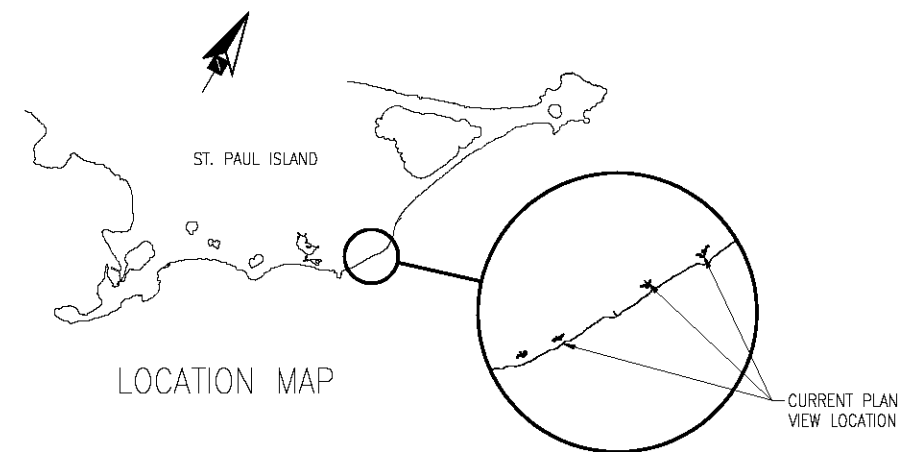 ST. PAUL ISLAND
LOCATION MAP
CURRENT PLAN
VIEW LOCATION